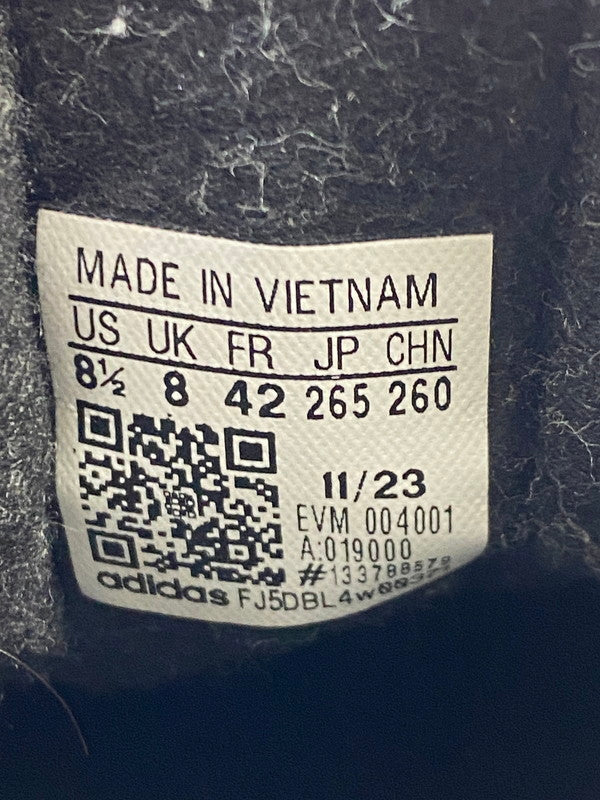 MADE IN VIETNAM
US UK FR JP CHN
8½ 8 42 265 260
11/23
EVM 004001
A:019000
adidas